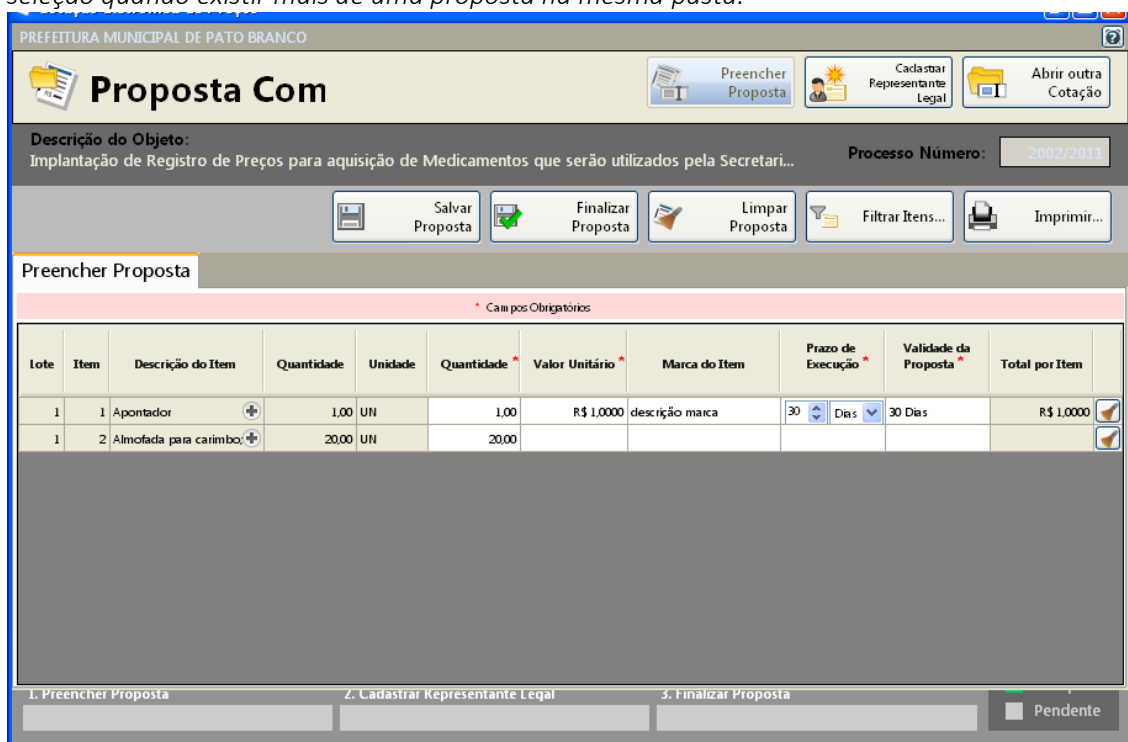 seleção quando existir mais de uma proposta na mesma pasta.
PREFEITURA MUNICIPAL DE PATO BRANCO
Proposta Com
Preencher
Proposta
Cadastrar
Representante
Legal
Abrir outra
Cotação
Descrição do Objeto:
Implantação de Registro de Preços para aquisição de Medicamentos que serão utilizados pela Secretari...
Processo Número:
2002/2011
Salvar
Proposta
Finalizar
Proposta
Limpar
Proposta
Filtrar Itens...
Imprimir...
Preencher Proposta
* Campos Obrigatórios
Lote Item Descrição do Item Quantidade Unidade Quantidade * Valor Unitário * Marca do Item Prazo de Execução * Validade da Proposta * Total por Item
1 1 Apontador 1,00 UN 1,00 R$ 1,0000 descrição marca 30 Dias 30 Dias R$ 1,0000
1 2 Almofada para carimbo; 20,00 UN 20,00
1. Preencher Proposta
2. Cadastrar Representante Legal
3. Finalizar Proposta
Pendente